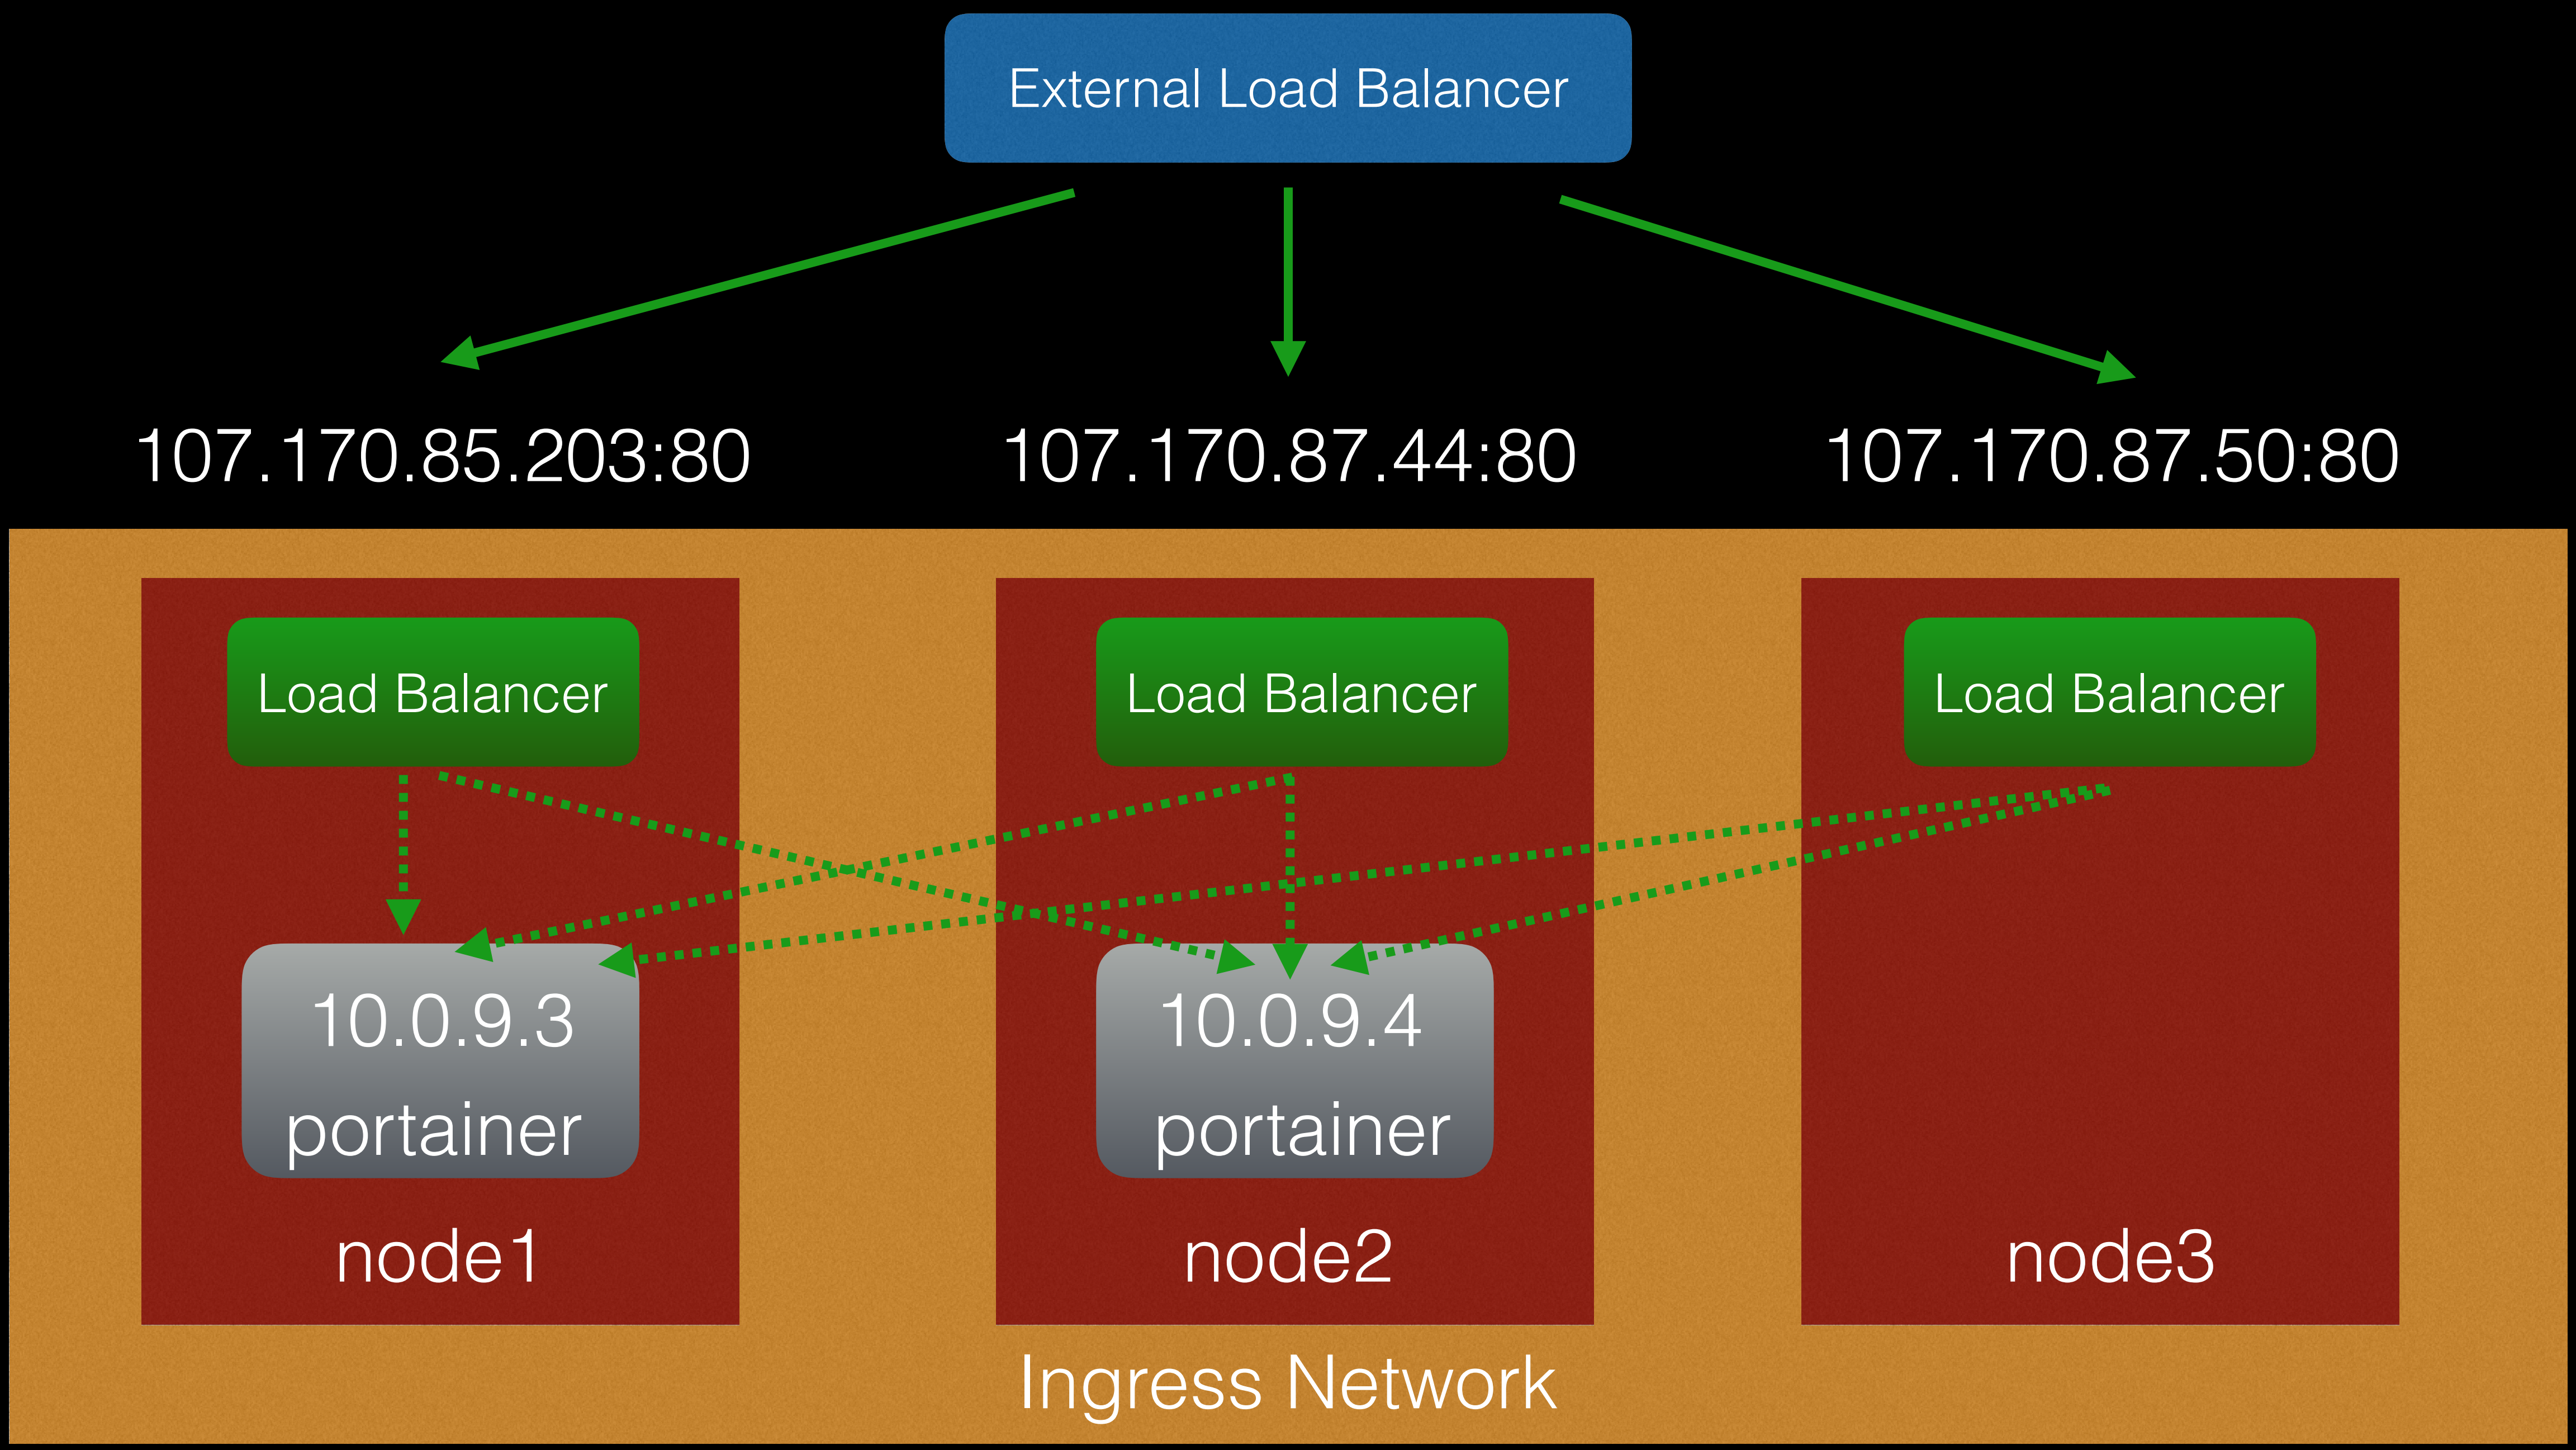 External Load Balancer
107.170.85.203:80
107.170.87.44:80
107.170.87.50:80
Load Balancer
Load Balancer
Load Balancer
10.0.9.3
portainer
10.0.9.4
portainer
node1
node2
node3
Ingress Network